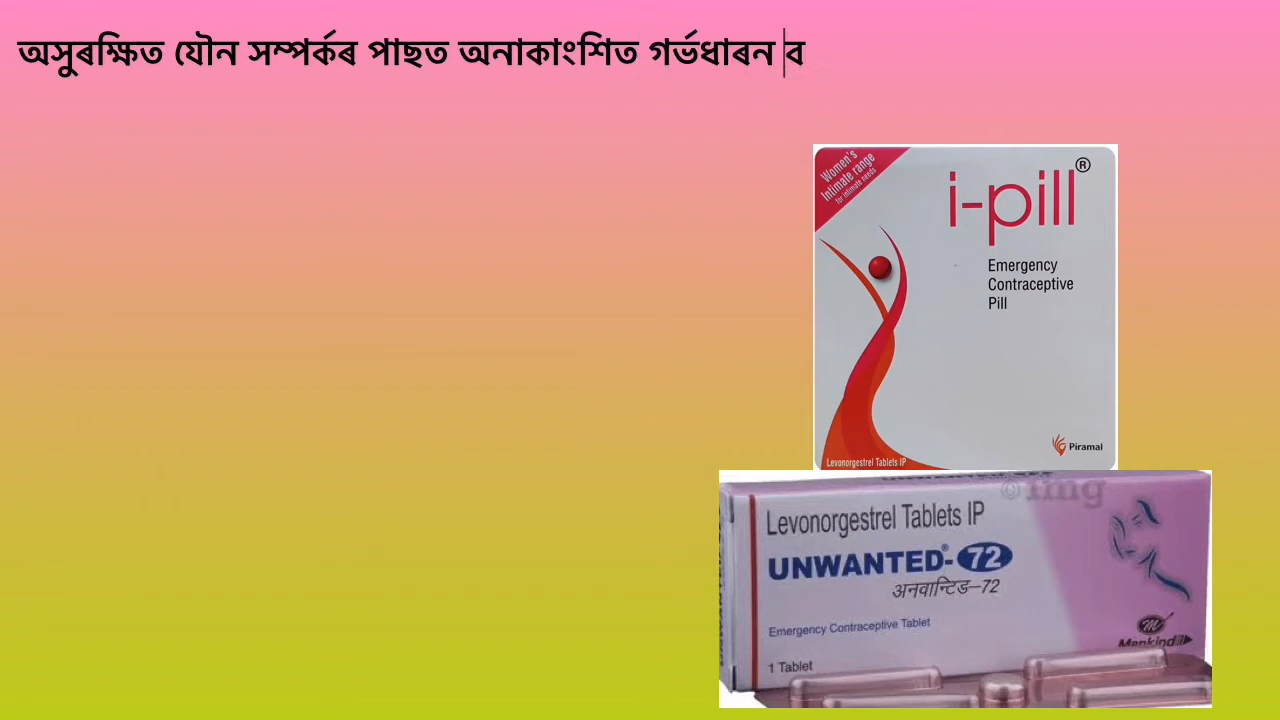 অসুৰক্ষিত যৌন সম্পৰ্কৰ পাছত অনাকাংশিত গৰ্ভধাৰন ব
Women's
Intimate range
for intimate needs
i-pill®
Emergency
Contraceptive
Pill
Piramal
Levonorgestrel Tablets IP
©img
Levonorgestrel Tablets IP
UNWANTED®-72
अनवान्टिड-72
Emergency Contraceptive Tablet
Mankind
1 Tablet